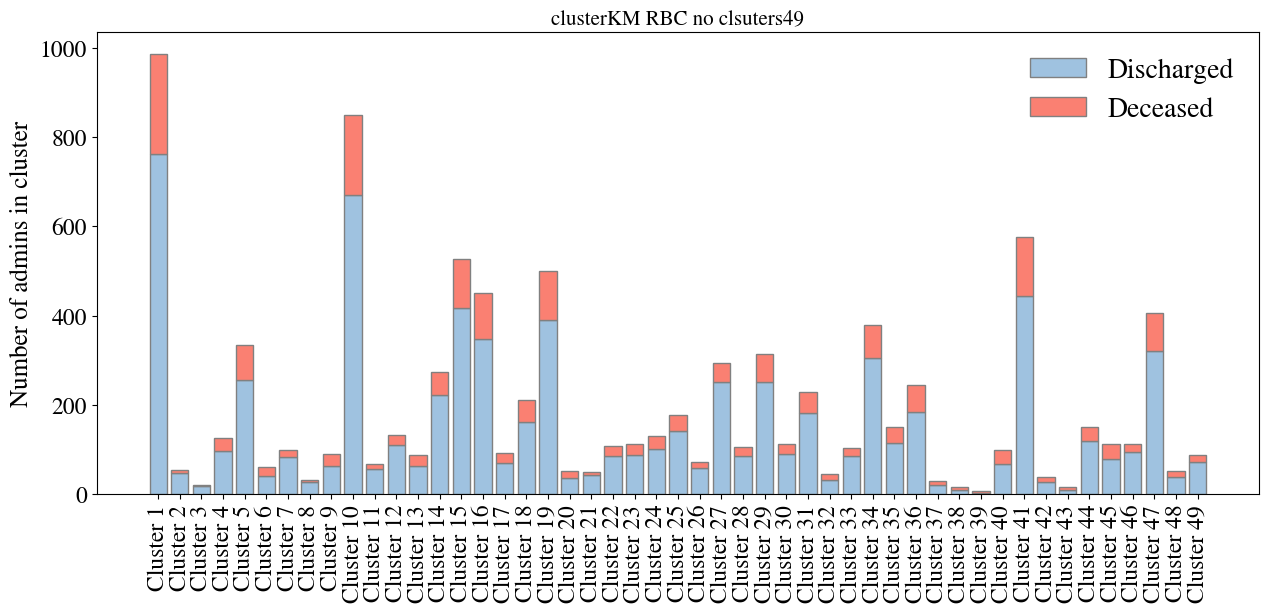 clusterKM RBC no clsuters49
Number of admins in cluster
1000
800
600
400
200
0
Discharged
Deceased
Cluster 1
Cluster 2
Cluster 3
Cluster 4
Cluster 5
Cluster 6
Cluster 7
Cluster 8
Cluster 9
Cluster 10
Cluster 11
Cluster 12
Cluster 13
Cluster 14
Cluster 15
Cluster 16
Cluster 17
Cluster 18
Cluster 19
Cluster 20
Cluster 21
Cluster 22
Cluster 23
Cluster 24
Cluster 25
Cluster 26
Cluster 27
Cluster 28
Cluster 29
Cluster 30
Cluster 31
Cluster 32
Cluster 33
Cluster 34
Cluster 35
Cluster 36
Cluster 37
Cluster 38
Cluster 39
Cluster 40
Cluster 41
Cluster 42
Cluster 43
Cluster 44
Cluster 45
Cluster 46
Cluster 47
Cluster 48
Cluster 49